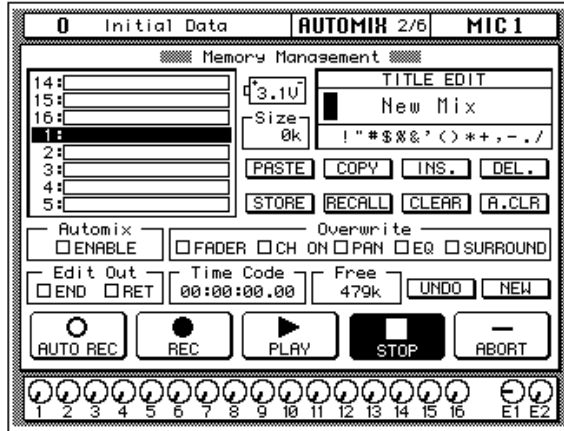 0 Initial Data AUTOMIX 2/6 MIC 1
Memory Management
14:
15:
16:
1:
2:
3:
4:
5:
3.1V
Size
0k
TITLE EDIT
New Mix
!"#$%&'()*+,-./
PASTE COPY INS. DEL.
STORE RECALL CLEAR A.CLR
Automix
ENABLE
Overwrite
FADER CH ON PAN EQ SURROUND
Edit Out
END RET
Time Code
00:00:00.00
Free
479k
UNDO NEW
AUTO REC REC PLAY STOP ABORT
1 2 3 4 5 6 7 8 9 10 11 12 13 14 15 16 E1 E2